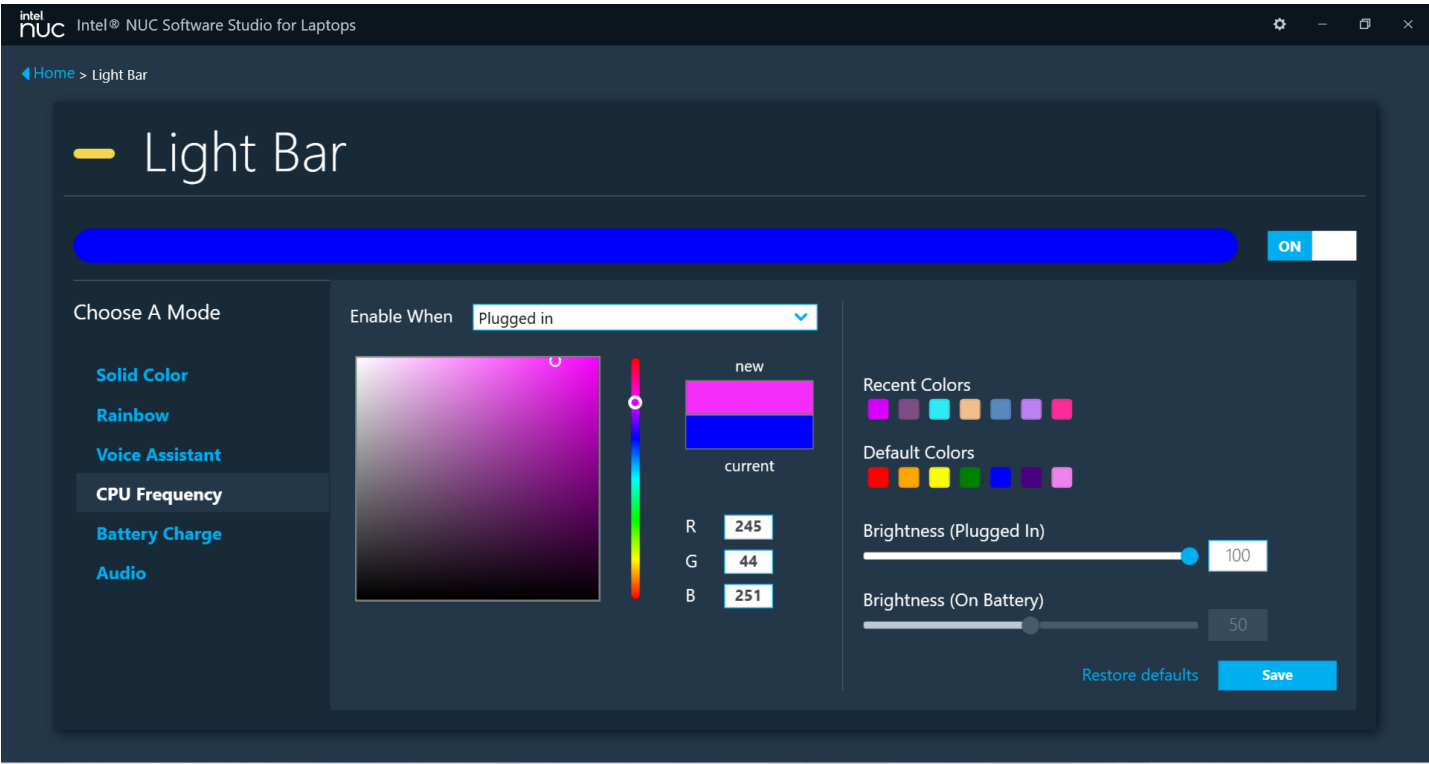 intel
nuc Intel® NUC Software Studio for Laptops
Home > Light Bar
Light Bar
ON
Choose A Mode
Solid Color
Rainbow
Voice Assistant
CPU Frequency
Battery Charge
Audio
Enable When Plugged in
new
current
R 245
G 44
B 251
Recent Colors
Default Colors
Brightness (Plugged In)
100
Brightness (On Battery)
50
Restore defaults Save